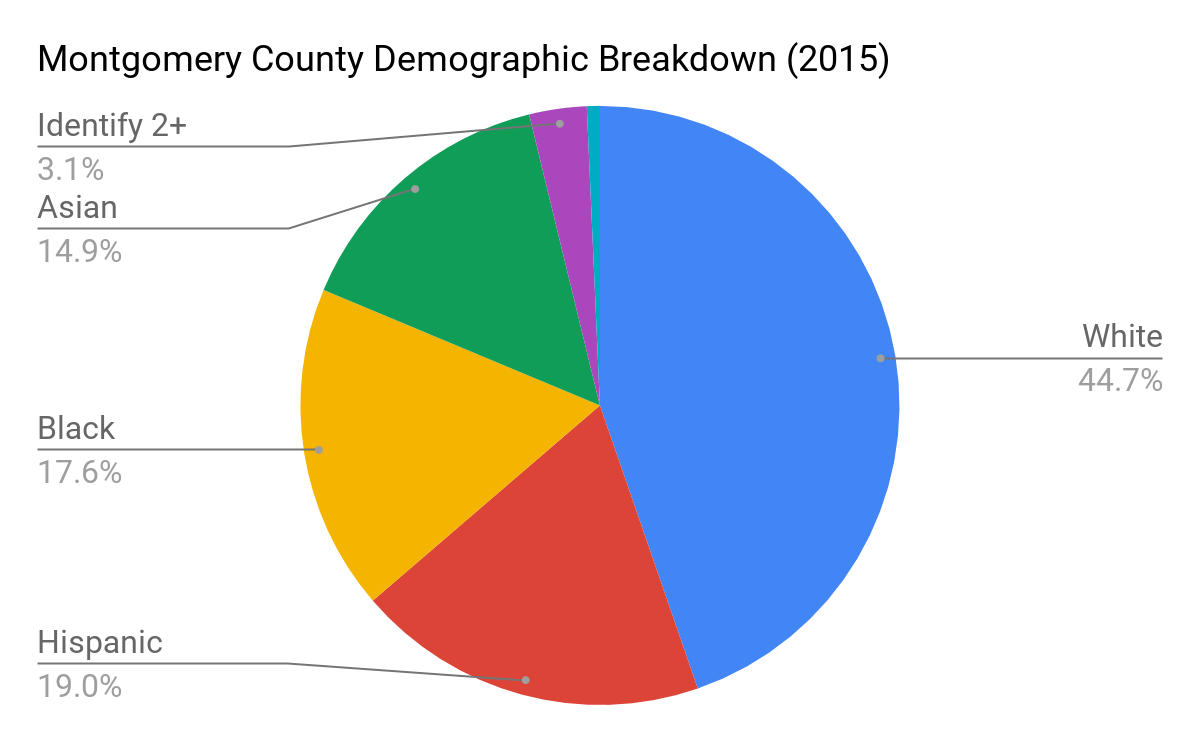 Montgomery County Demographic Breakdown (2015)
Identify 2+
3.1%
Asian
14.9%
White
44.7%
Black
17.6%
Hispanic
19.0%